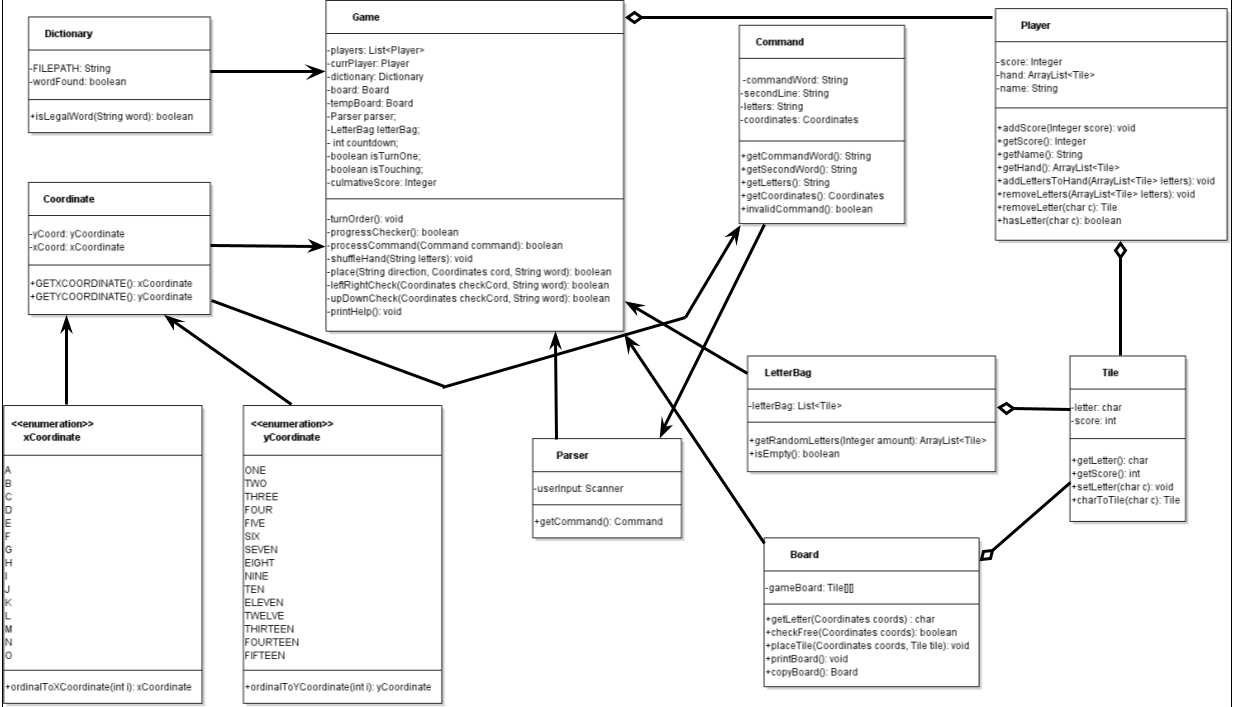 Dictionary
-FILEPATH: String
-wordFound: boolean
+isLegalWord(String word): boolean
Game
-players: List<Player>
-currPlayer: Player
-dictionary: Dictionary
-board: Board
-tempBoard: Board
-Parser parser;
-LetterBag letterBag;
- int countdown;
-boolean isTurnOne;
-boolean isTouching;
-culmativeScore: Integer
-turnOrder(): void
-progressChecker(): boolean
-processCommand(Command command): boolean
-shuffleHand(String letters): void
-place(String direction, Coordinates cord, String word): boolean
-leftRightCheck(Coordinates checkCord, String word): boolean
-upDownCheck(Coordinates checkCord, String word): boolean
-printHelp(): void
Command
-commandWord: String
-secondLine: String
-letters: String
-coordinates: Coordinates
+getCommandWord(): String
+getSecondWord(): String
+getLetters(): String
+getCoordinates(): Coordinates
+invalidCommand(): boolean
Player
-score: Integer
-hand: ArrayList<Tile>
-name: String
+addScore(Integer score): void
+getScore(): Integer
+getName(): String
+getHand(): ArrayList<Tile>
+addLettersToHand(ArrayList<Tile> letters): void
+removeLetters(ArrayList<Tile> letters): void
+removeLetter(char c): Tile
+hasLetter(char c): boolean
Coordinate
-yCoord: yCoordinate
-xCoord: xCoordinate
+GETXCOORDINATE(): xCoordinate
+GETYCOORDINATE(): yCoordinate
<<enumeration>>
xCoordinate
A
B
C
D
E
F
G
H
I
J
K
L
M
N
O
+ordinalToXCoordinate(int i): xCoordinate
<<enumeration>>
yCoordinate
ONE
TWO
THREE
FOUR
FIVE
SIX
SEVEN
EIGHT
NINE
TEN
ELEVEN
TWELVE
THIRTEEN
FOURTEEN
FIFTEEN
+ordinalToYCoordinate(int i): yCoordinate
Parser
-userInput: Scanner
+getCommand(): Command
LetterBag
-letterBag: List<Tile>
+getRandomLetters(Integer amount): ArrayList<Tile>
+isEmpty(): boolean
Tile
-letter: char
-score: int
+getLetter(): char
+getScore(): int
+setLetter(char c): void
+charToTile(char c): Tile
Board
-gameBoard: Tile[][]
+getLetter(Coordinates coords) : char
+checkFree(Coordinates coords): boolean
+placeTile(Coordinates coords, Tile tile): void
+printBoard(): void
+copyBoard(): Board